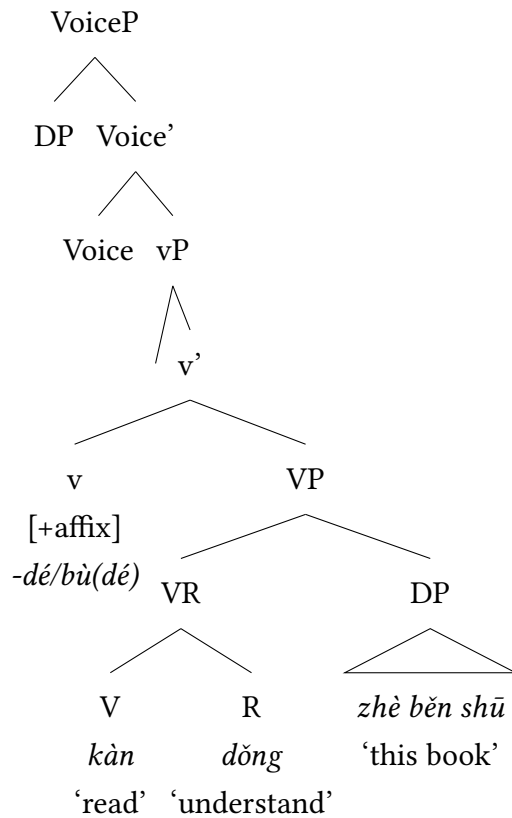 VoiceP
DP Voice’
Voice vP
v’
v VP
[+affix]
-dé/bù(dé)
VR DP
V R zhè běn shū
kàn dǒng ‘this book’
‘read’ ‘understand’